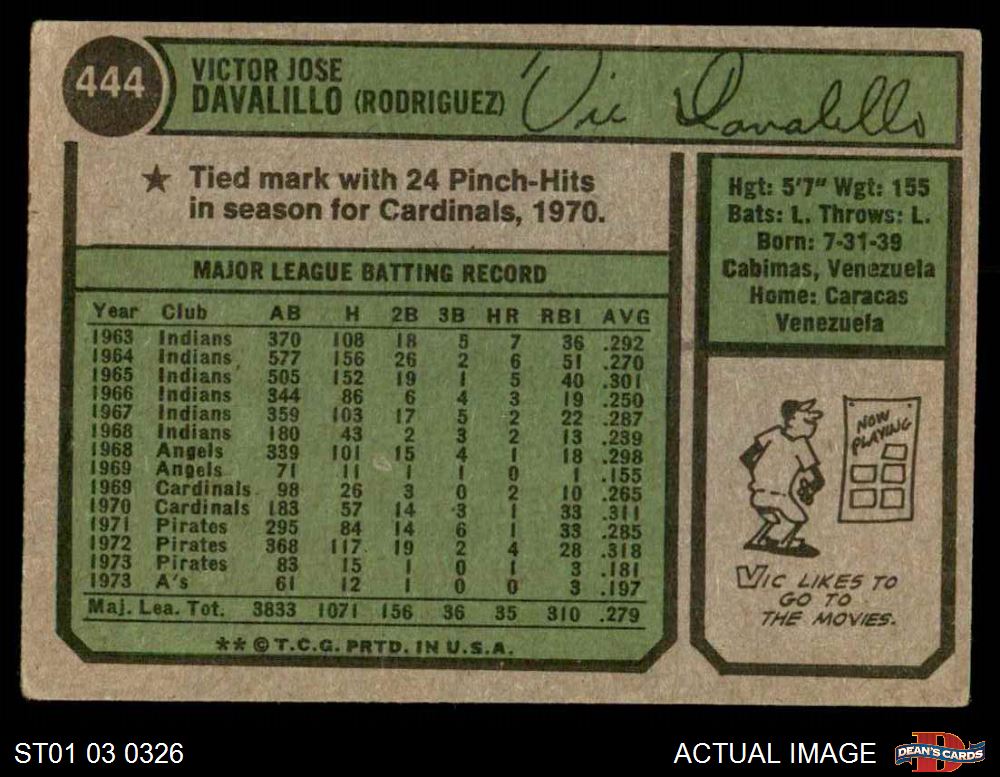 444
VICTOR JOSE
DAVALILLO (RODRIGUEZ)
Vic Davalillo
★ Tied mark with 24 Pinch-Hits
in season for Cardinals, 1970.
MAJOR LEAGUE BATTING RECORD
Year Club AB H 2B 3B HR RBI AVG
1963 Indians 370 108 18 5 7 36 .292
1964 Indians 577 156 26 2 6 51 .270
1965 Indians 505 152 19 1 5 40 .301
1966 Indians 344 86 6 4 3 19 .250
1967 Indians 359 103 17 5 2 22 .287
1968 Indians 180 43 2 3 2 13 .239
1968 Angels 339 101 15 4 1 18 .298
1969 Angels 71 11 1 1 0 1 .155
1969 Cardinals 98 26 3 0 2 10 .265
1970 Cardinals 183 57 14 3 1 33 .311
1971 Pirates 295 84 14 6 1 33 .285
1972 Pirates 368 117 19 2 4 28 .318
1973 Pirates 83 15 1 0 1 3 .181
1973 A's 61 12 1 0 0 3 .197
Maj. Lea. Tot. 3833 1071 156 36 35 310 .279
** © T.C.G. PRTD. IN U.S.A.
Hgt: 5'7" Wgt: 155
Bats: L. Throws: L.
Born: 7-31-39
Cabimas, Venezuela
Home: Caracas
Venezuela
NOW
PLAYING
VIC LIKES TO
GO TO
THE MOVIES.
ST01 03 0326
ACTUAL IMAGE
D
DEAN'S CARDS